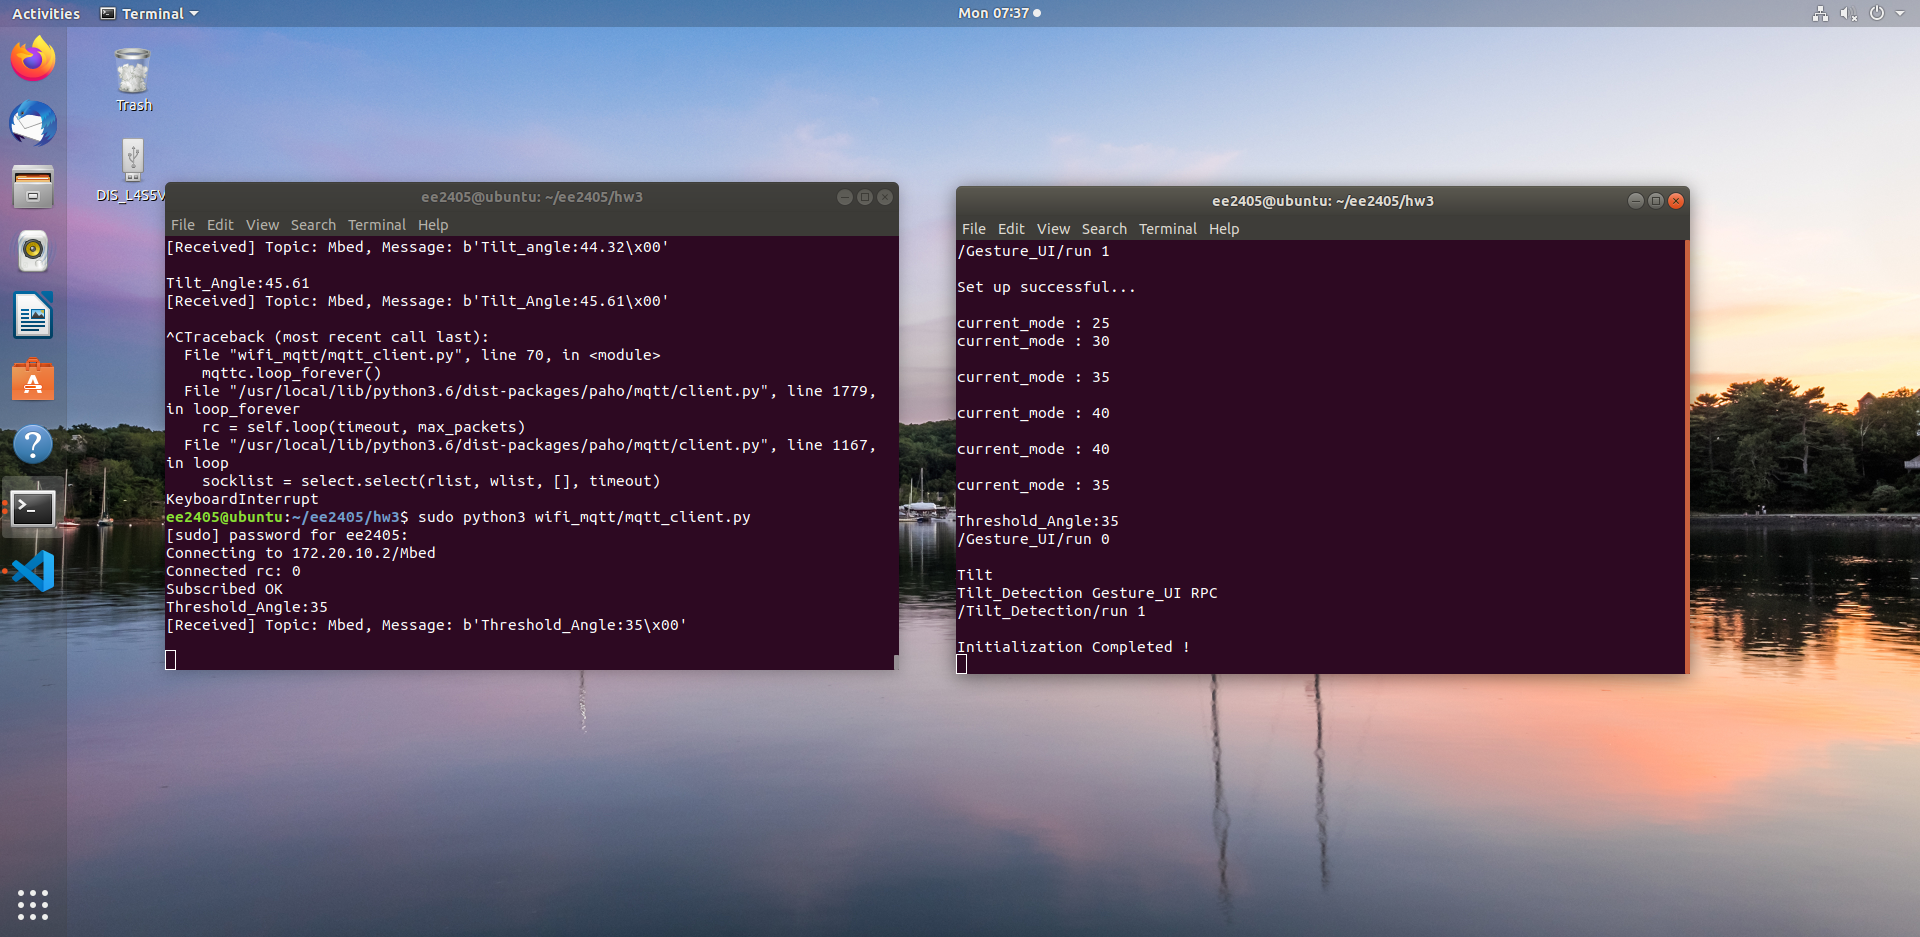 Activities
Terminal
Mon 07:37
Trash
DIS_L4S5V
ee2405@ubuntu: ~/ee2405/hw3
File Edit View Search Terminal Help
[Received] Topic: Mbed, Message: b'Tilt_angle:44.32\x00'
Tilt_Angle:45.61
[Received] Topic: Mbed, Message: b'Tilt_Angle:45.61\x00'
^CTraceback (most recent call last):
File "wifi_mqtt/mqtt_client.py", line 70, in <module>
mqttc.loop_forever()
File "/usr/local/lib/python3.6/dist-packages/paho/mqtt/client.py", line 1779,
in loop_forever
rc = self.loop(timeout, max_packets)
File "/usr/local/lib/python3.6/dist-packages/paho/mqtt/client.py", line 1167,
in loop
socklist = select.select(rlist, wlist, [], timeout)
KeyboardInterrupt
ee2405@ubuntu:~/ee2405/hw3$ sudo python3 wifi_mqtt/mqtt_client.py
[sudo] password for ee2405:
Connecting to 172.20.10.2/Mbed
Connected rc: 0
Subscribed OK
Threshold_Angle:35
[Received] Topic: Mbed, Message: b'Threshold_Angle:35\x00'
ee2405@ubuntu: ~/ee2405/hw3
File Edit View Search Terminal Help
/Gesture_UI/run 1
Set up successful...
current_mode : 25
current_mode : 30
current_mode : 35
current_mode : 40
current_mode : 40
current_mode : 35
Threshold_Angle:35
/Gesture_UI/run 0
Tilt
Tilt_Detection Gesture_UI RPC
/Tilt_Detection/run 1
Initialization Completed !